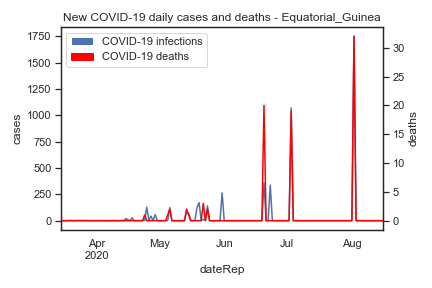 New COVID-19 daily cases and deaths - Equatorial_Guinea
COVID-19 infections
COVID-19 deaths
1750
1500
1250
1000
750
500
250
0
cases
30
25
20
15
10
5
0
deaths
Apr
2020
May
Jun
Jul
Aug
dateRep